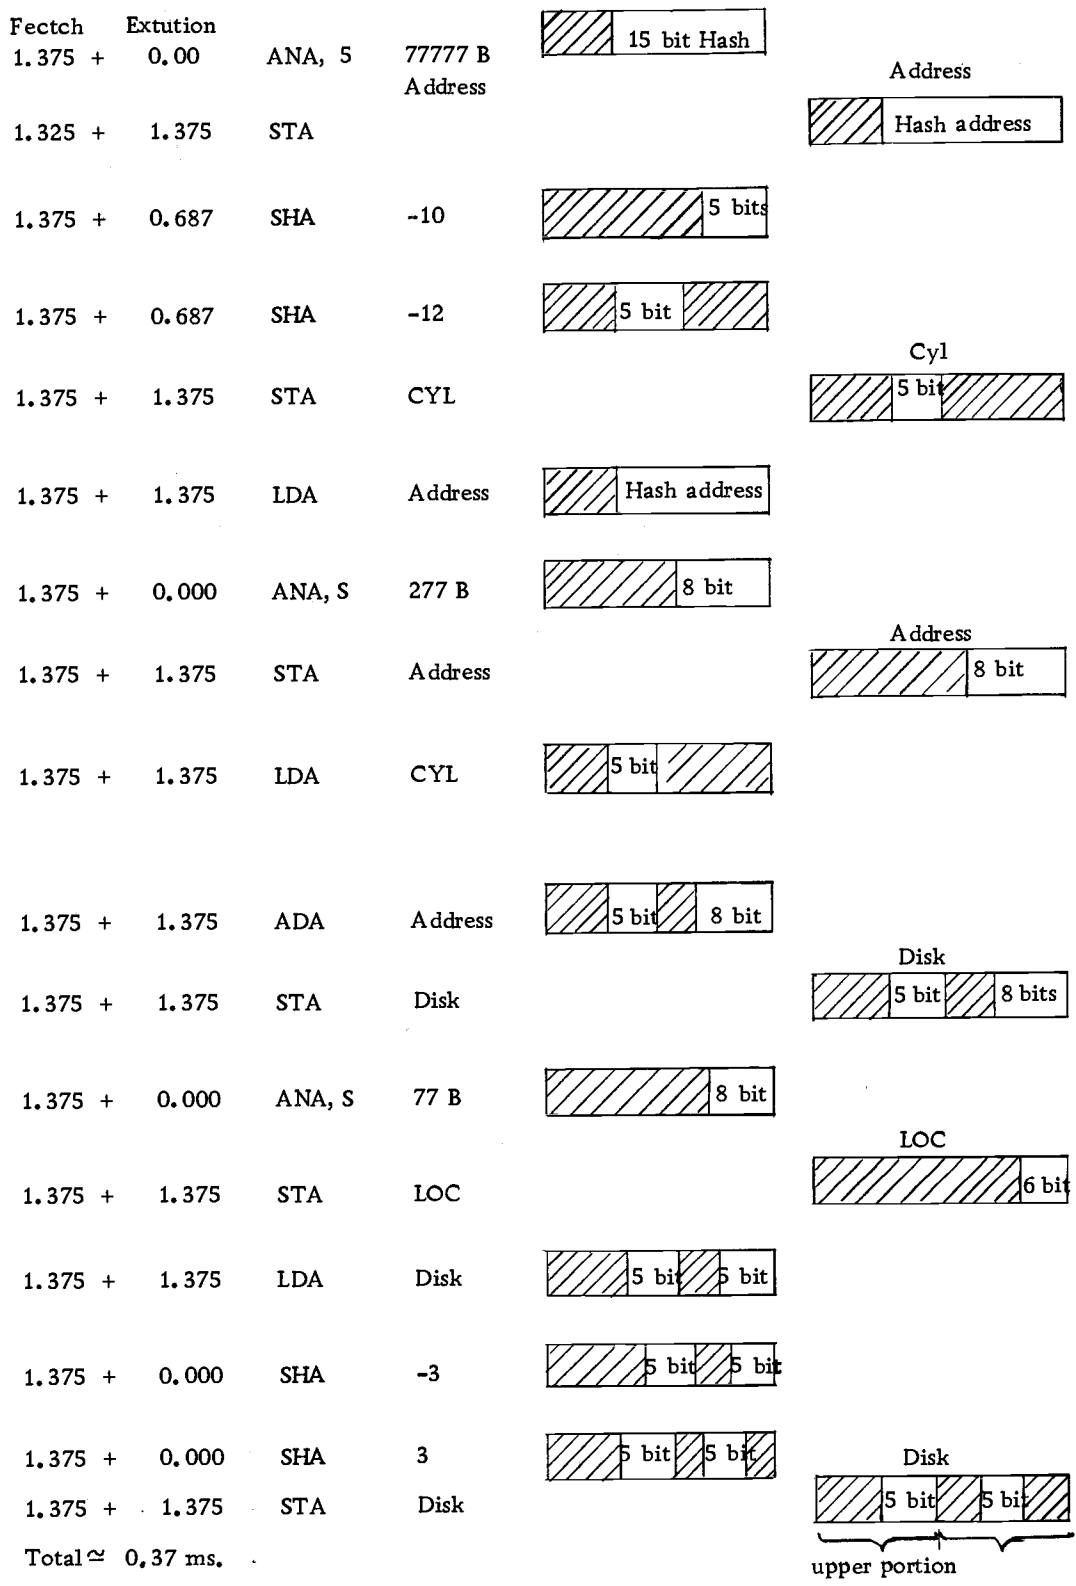 Fectch Extution
1.375 + 0.00 ANA, 5 77777 B 15 bit Hash
Address
Address
1.325 + 1.375 STA Hash address
1.375 + 0.687 SHA -10 5 bits
1.375 + 0.687 SHA -12 5 bit
Cyl
1.375 + 1.375 STA CYL 5 bit
1.375 + 1.375 LDA Address Hash address
1.375 + 0.000 ANA, S 277 B 8 bit
Address
1.375 + 1.375 STA Address 8 bit
1.375 + 1.375 LDA CYL 5 bit
1.375 + 1.375 ADA Address 5 bit 8 bit
Disk
1.375 + 1.375 STA Disk 5 bit 8 bits
1.375 + 0.000 ANA, S 77 B 8 bit
LOC
1.375 + 1.375 STA LOC 6 bit
1.375 + 1.375 LDA Disk 5 bit 5 bit
1.375 + 0.000 SHA -3 5 bit 5 bit
1.375 + 0.000 SHA 3 5 bit 5 bit
Disk
1.375 + 1.375 STA Disk 5 bit 5 bit
Total ≃ 0.37 ms.
upper portion